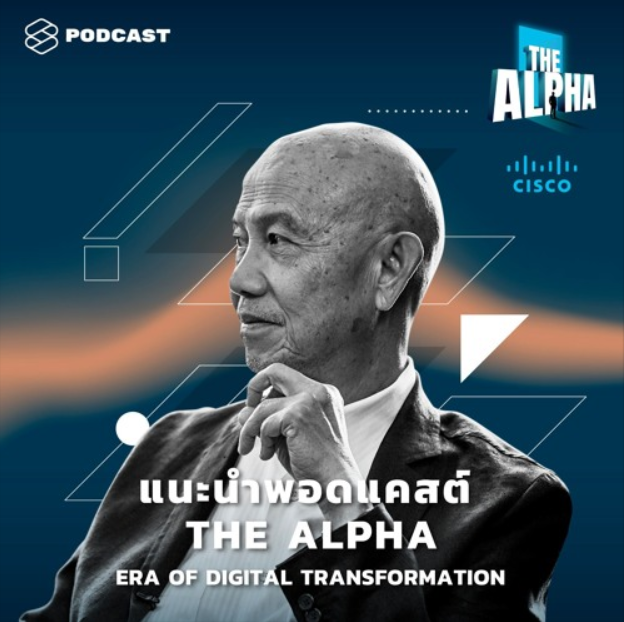 PODCAST
THE
ALPHA
CISCO
แนะนำพอดแคสต์
THE ALPHA
ERA OF DIGITAL TRANSFORMATION